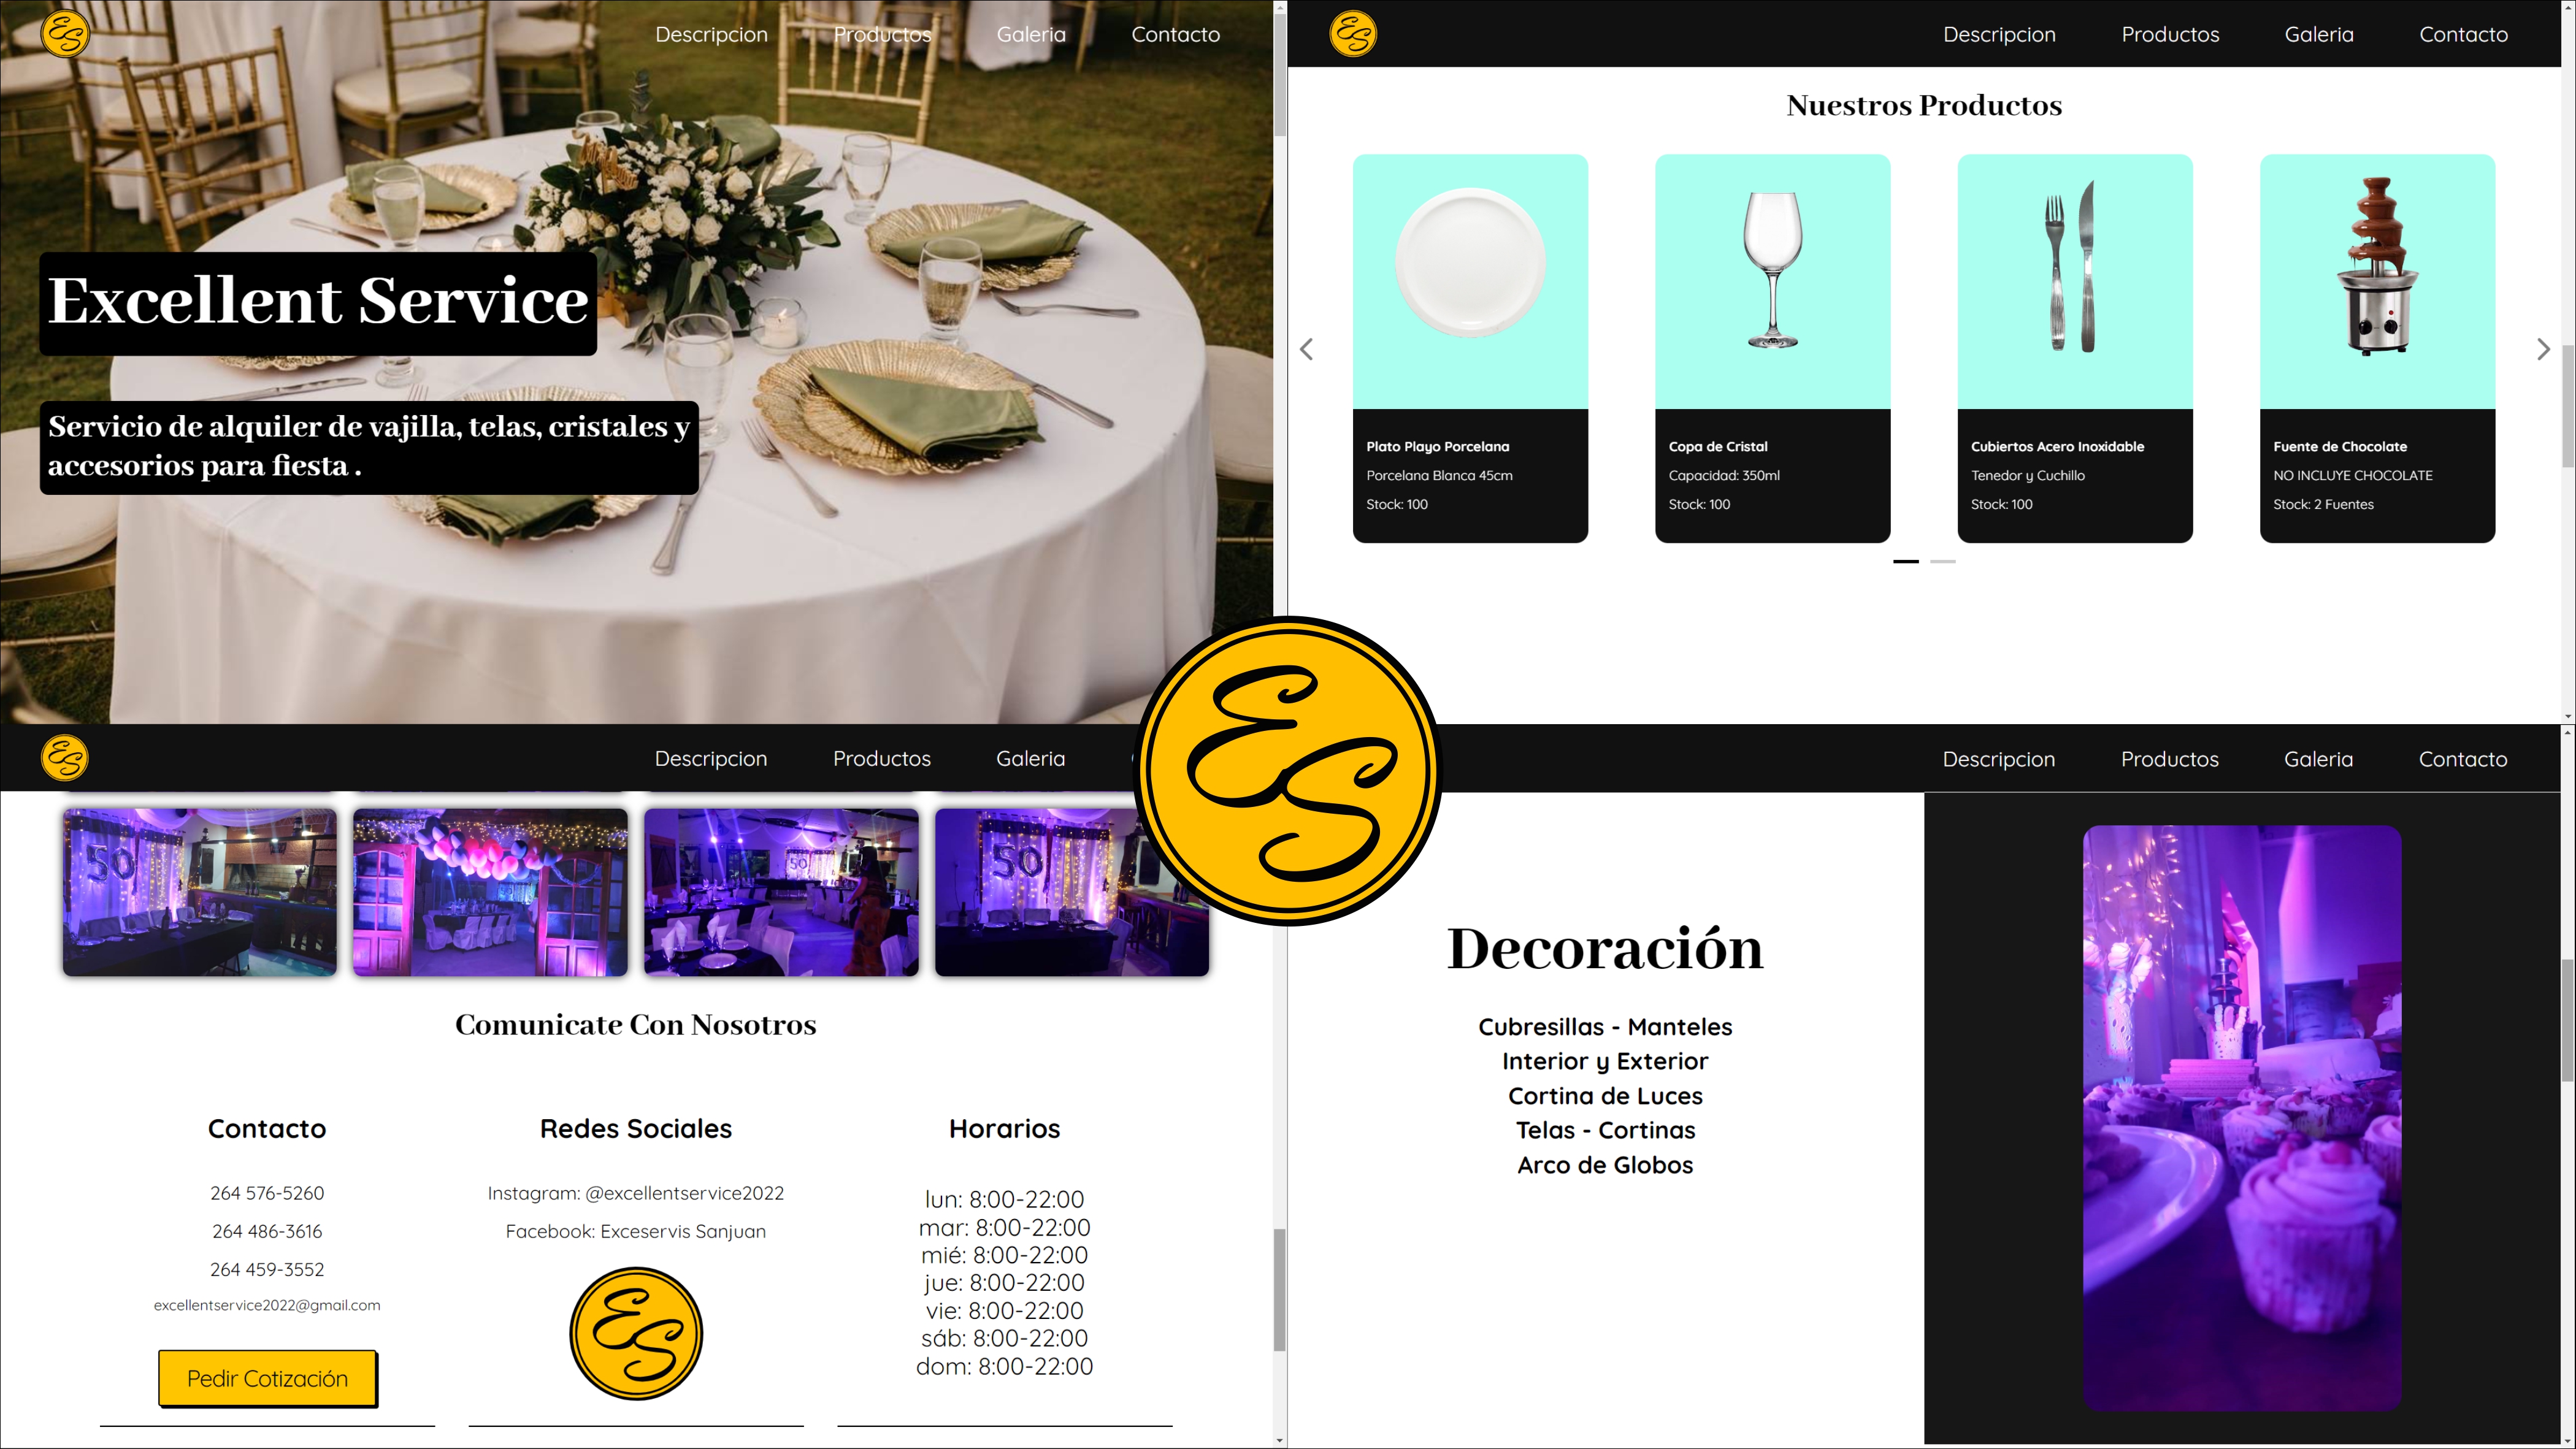 ES
Descripcion
Productos
Galeria
Contacto
Excellent Service
Servicio de alquiler de vajilla, telas, cristales y
accesorios para fiesta .
ES
Descripcion
Productos
Galeria
Contacto
Nuestros Productos
Plato Playo Porcelana
Porcelana Blanca 45cm
Stock: 100
Copa de Cristal
Capacidad: 350ml
Stock: 100
Cubiertos Acero Inoxidable
Tenedor y Cuchillo
Stock: 100
Fuente de Chocolate
NO INCLUYE CHOCOLATE
Stock: 2 Fuentes
ES
ES
Descripcion
Productos
Galeria
50
50
50
Comunicate Con Nosotros
Contacto
264 576-5260
264 486-3616
264 459-3552
excellentservice2022@gmail.com
Pedir Cotización
Redes Sociales
Instagram: @excellentservice2022
Facebook: Exceservis Sanjuan
ES
Horarios
lun: 8:00-22:00
mar: 8:00-22:00
mié: 8:00-22:00
jue: 8:00-22:00
vie: 8:00-22:00
sáb: 8:00-22:00
dom: 8:00-22:00
Descripcion
Productos
Galeria
Contacto
Decoración
Cubresillas - Manteles
Interior y Exterior
Cortina de Luces
Telas - Cortinas
Arco de Globos